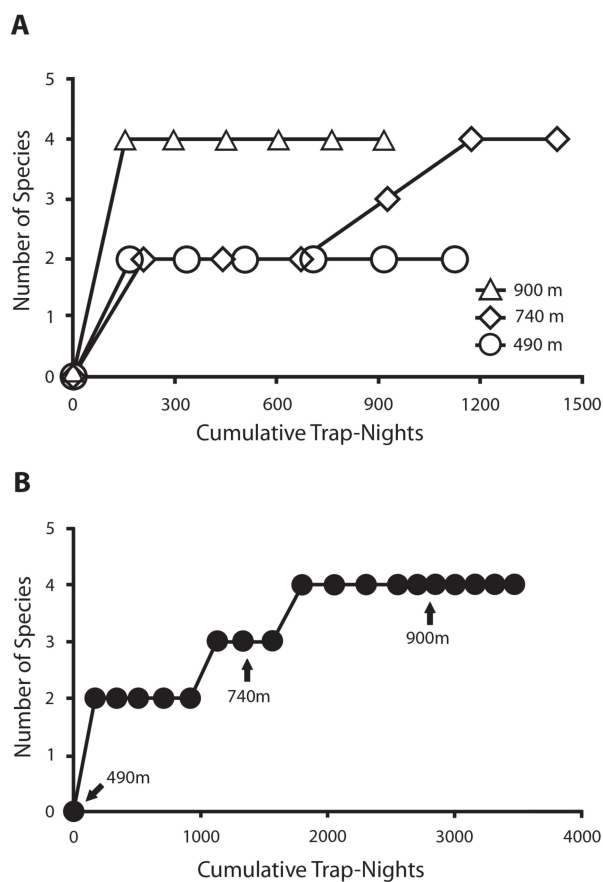 A
5
4
3
2
1
0
Number of Species
0 300 600 900 1200 1500
Cumulative Trap-Nights
900 m
740 m
490 m
B
5
4
3
2
1
0
Number of Species
900m
740m
490m
0 1000 2000 3000 4000
Cumulative Trap-Nights